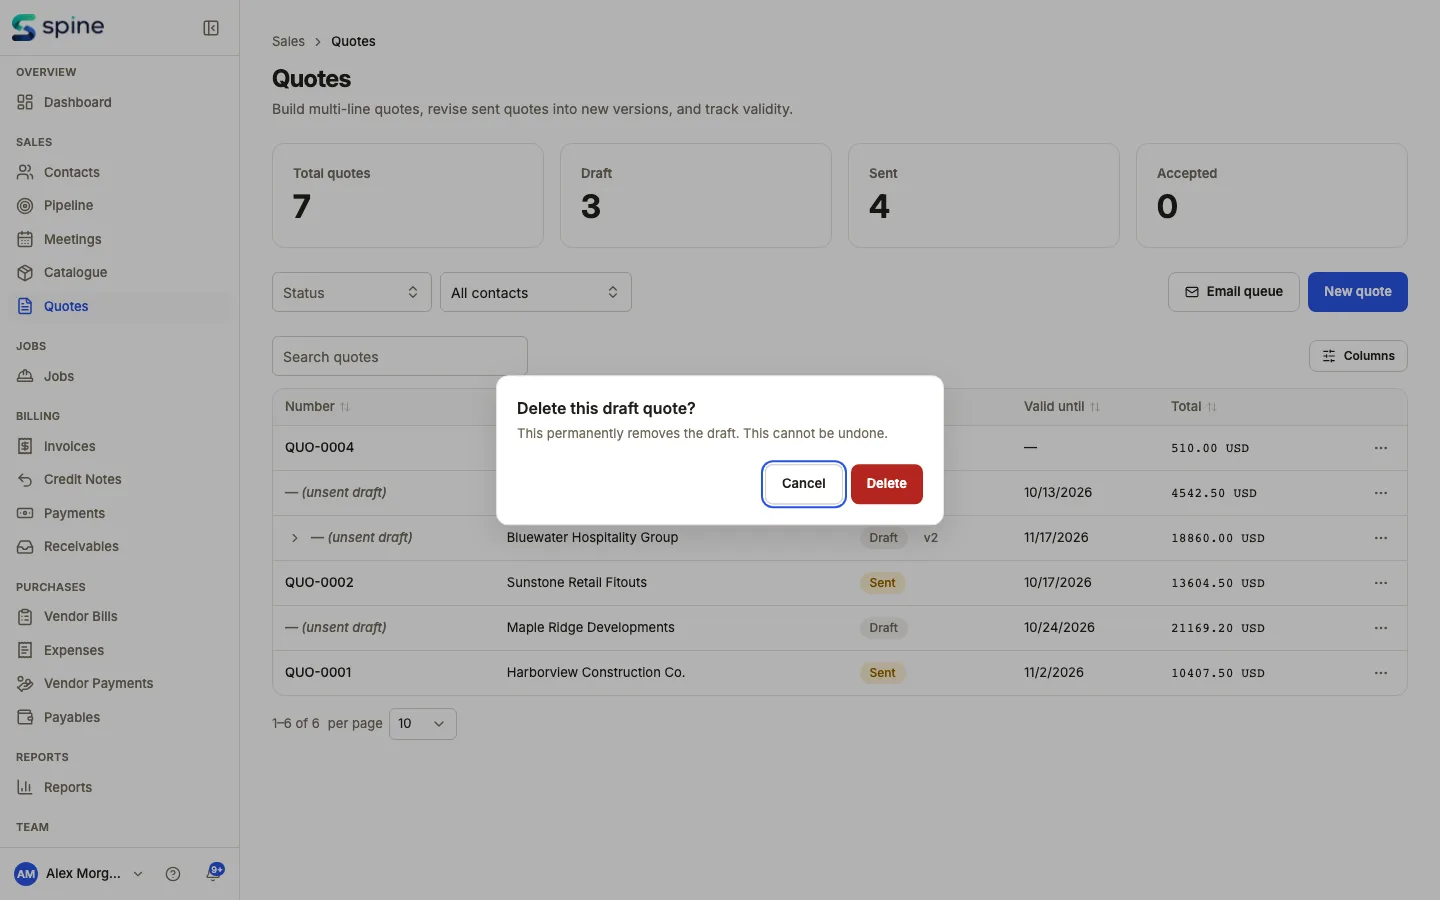 spine
OVERVIEW
Dashboard
SALES
Contacts
Pipeline
Meetings
Catalogue
Quotes
JOBS
Jobs
BILLING
Invoices
Credit Notes
Payments
Receivables
PURCHASES
Vendor Bills
Expenses
Vendor Payments
Payables
REPORTS
Reports
TEAM
AM Alex Morg... 9+
Sales > Quotes
Quotes
Build multi-line quotes, revise sent quotes into new versions, and track validity.
Total quotes
7
Draft
3
Sent
4
Accepted
0
Status All contacts Email queue New quote
Search quotes Columns
Number Valid until Total
QUO-0004 — 510.00 USD
— (unsent draft) 10/13/2026 4542.50 USD
— (unsent draft) Bluewater Hospitality Group Draft v2 11/17/2026 18860.00 USD
QUO-0002 Sunstone Retail Fitouts Sent 10/17/2026 13604.50 USD
— (unsent draft) Maple Ridge Developments Draft 10/24/2026 21169.20 USD
QUO-0001 Harborview Construction Co. Sent 11/2/2026 10407.50 USD
1–6 of 6 per page 10
Delete this draft quote?
This permanently removes the draft. This cannot be undone.
Cancel Delete